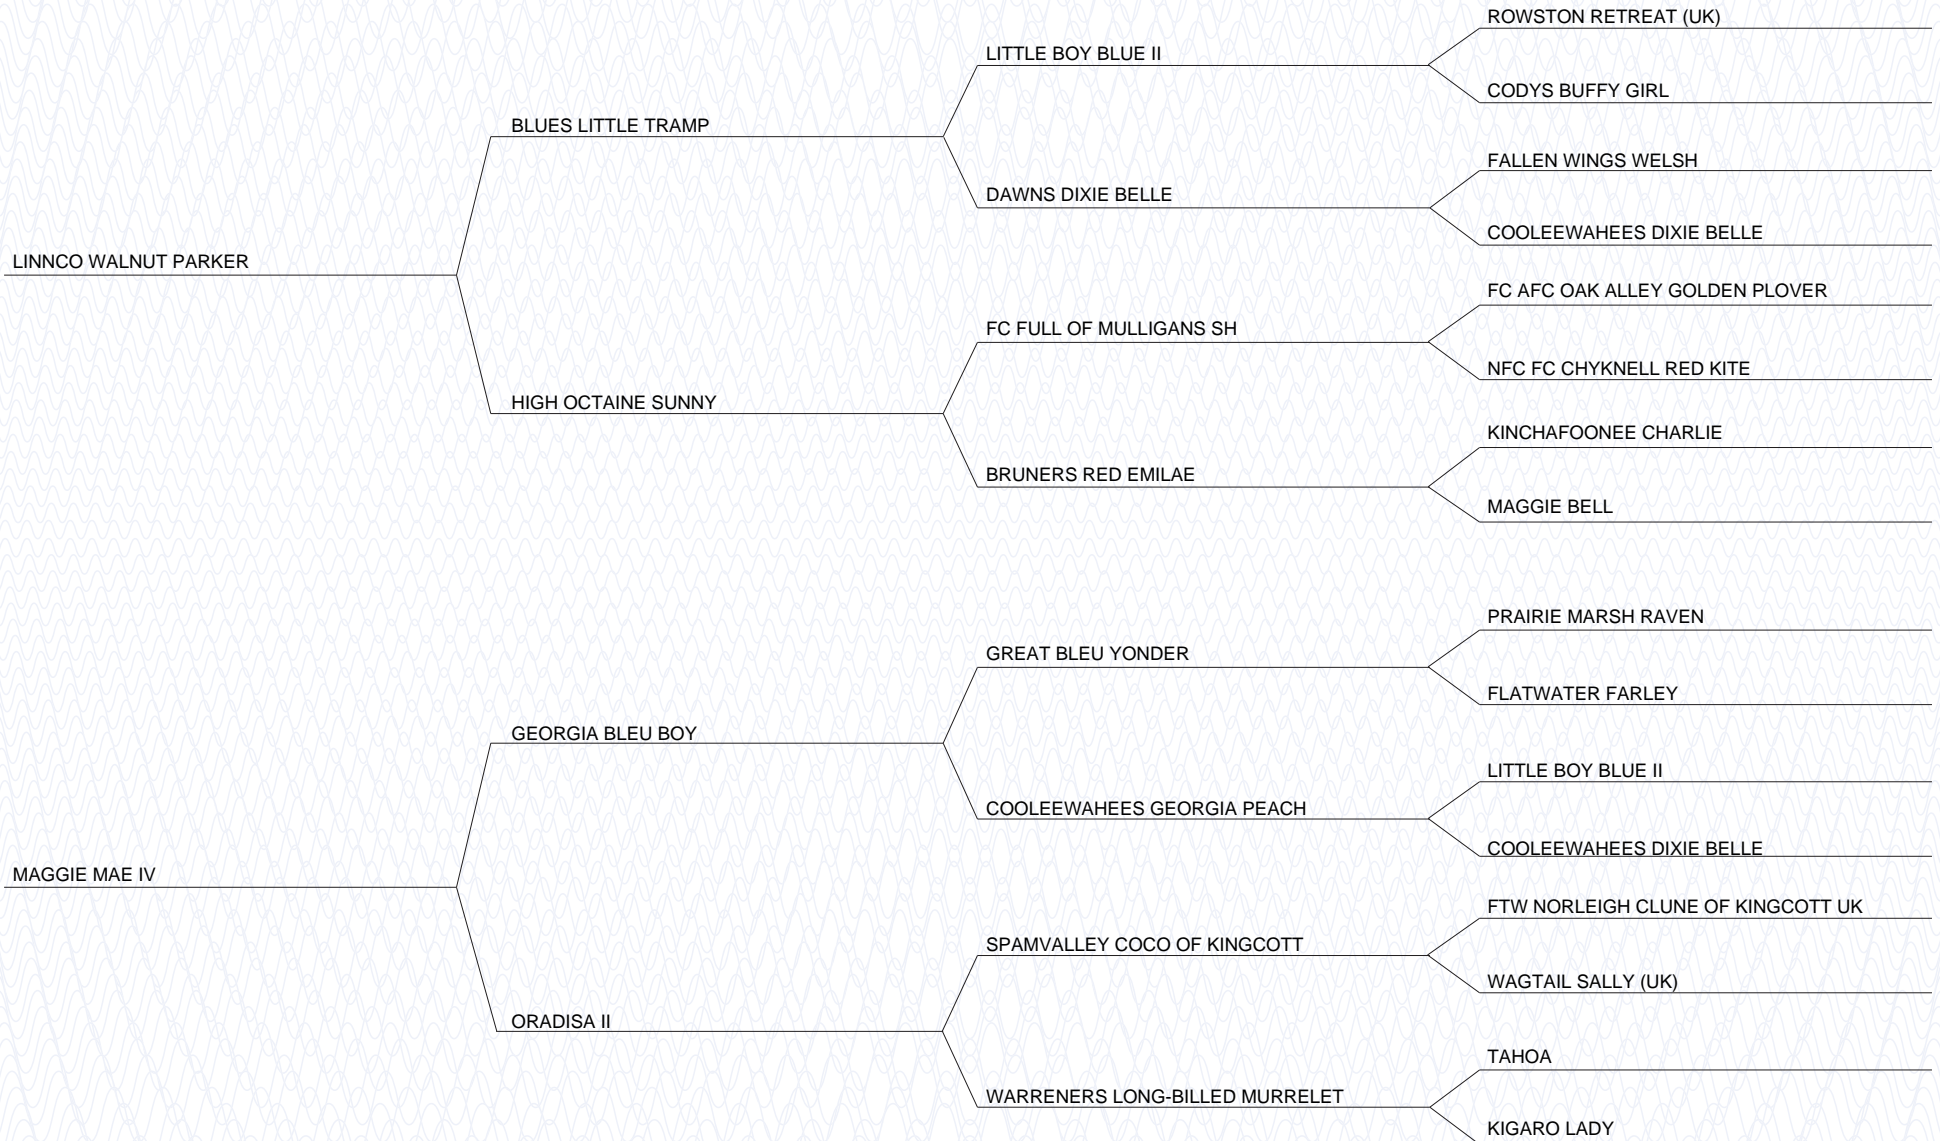 ROWSTON RETREAT (UK)
LITTLE BOY BLUE II
CODYS BUFFY GIRL
BLUES LITTLE TRAMP
FALLEN WINGS WELSH
DAWNS DIXIE BELLE
COOLEEWAHEES DIXIE BELLE
LINNCO WALNUT PARKER
FC AFC OAK ALLEY GOLDEN PLOVER
FC FULL OF MULLIGANS SH
NFC FC CHYKNELL RED KITE
HIGH OCTAINE SUNNY
KINCHAFOONEE CHARLIE
BRUNERS RED EMILAE
MAGGIE BELL
PRAIRIE MARSH RAVEN
GREAT BLEU YONDER
FLATWATER FARLEY
GEORGIA BLEU BOY
LITTLE BOY BLUE II
COOLEEWAHEES GEORGIA PEACH
COOLEEWAHEES DIXIE BELLE
MAGGIE MAE IV
FTW NORLEIGH CLUNE OF KINGCOTT UK
SPAMVALLEY COCO OF KINGCOTT
WAGTAIL SALLY (UK)
ORADISA II
TAHOA
WARRENERS LONG-BILLED MURRELET
KIGARO LADY